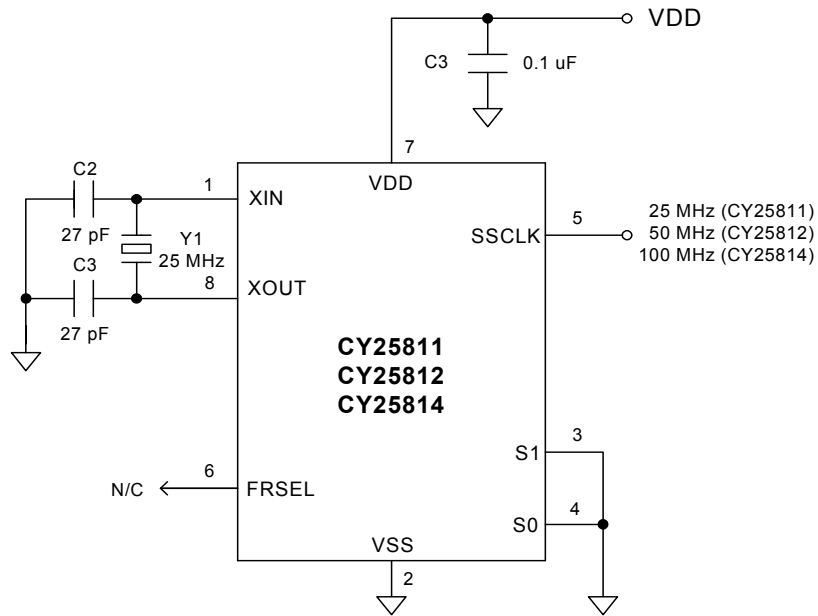 VDD
C3 0.1 uF
7
C2
1
XIN
VDD
27 pF
Y1
25 MHz
C3
8
XOUT
27 pF
SSCLK
5
25 MHz (CY25811)
50 MHz (CY25812)
100 MHz (CY25814)
CY25811
CY25812
CY25814
S1
3
N/C
6
FRSEL
S0
4
VSS
2